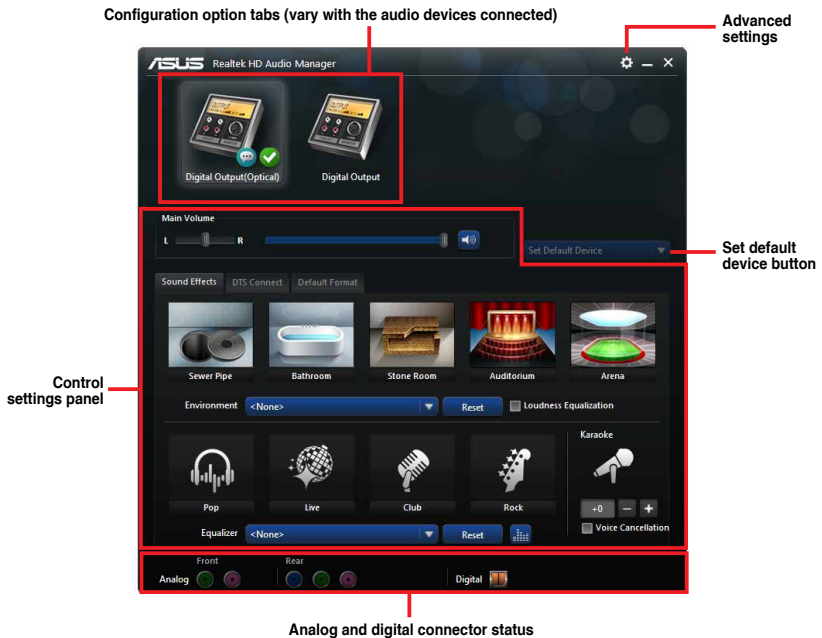 Configuration option tabs (vary with the audio devices connected)
Advanced
settings
ASUS Realtek HD Audio Manager
Digital Output(Optical)
Digital Output
Main Volume
L R
Set Default Device
Set default
device button
Sound Effects DTS Connect Default Format
Sewer Pipe Bathroom Stone Room Auditorium Arena
Control
settings panel
Environment <None> Reset Loudness Equalization
Karaoke
Pop Live Club Rock
+0
Equalizer <None> Reset
Voice Cancellation
Front Rear
Analog Digital
Analog and digital connector status